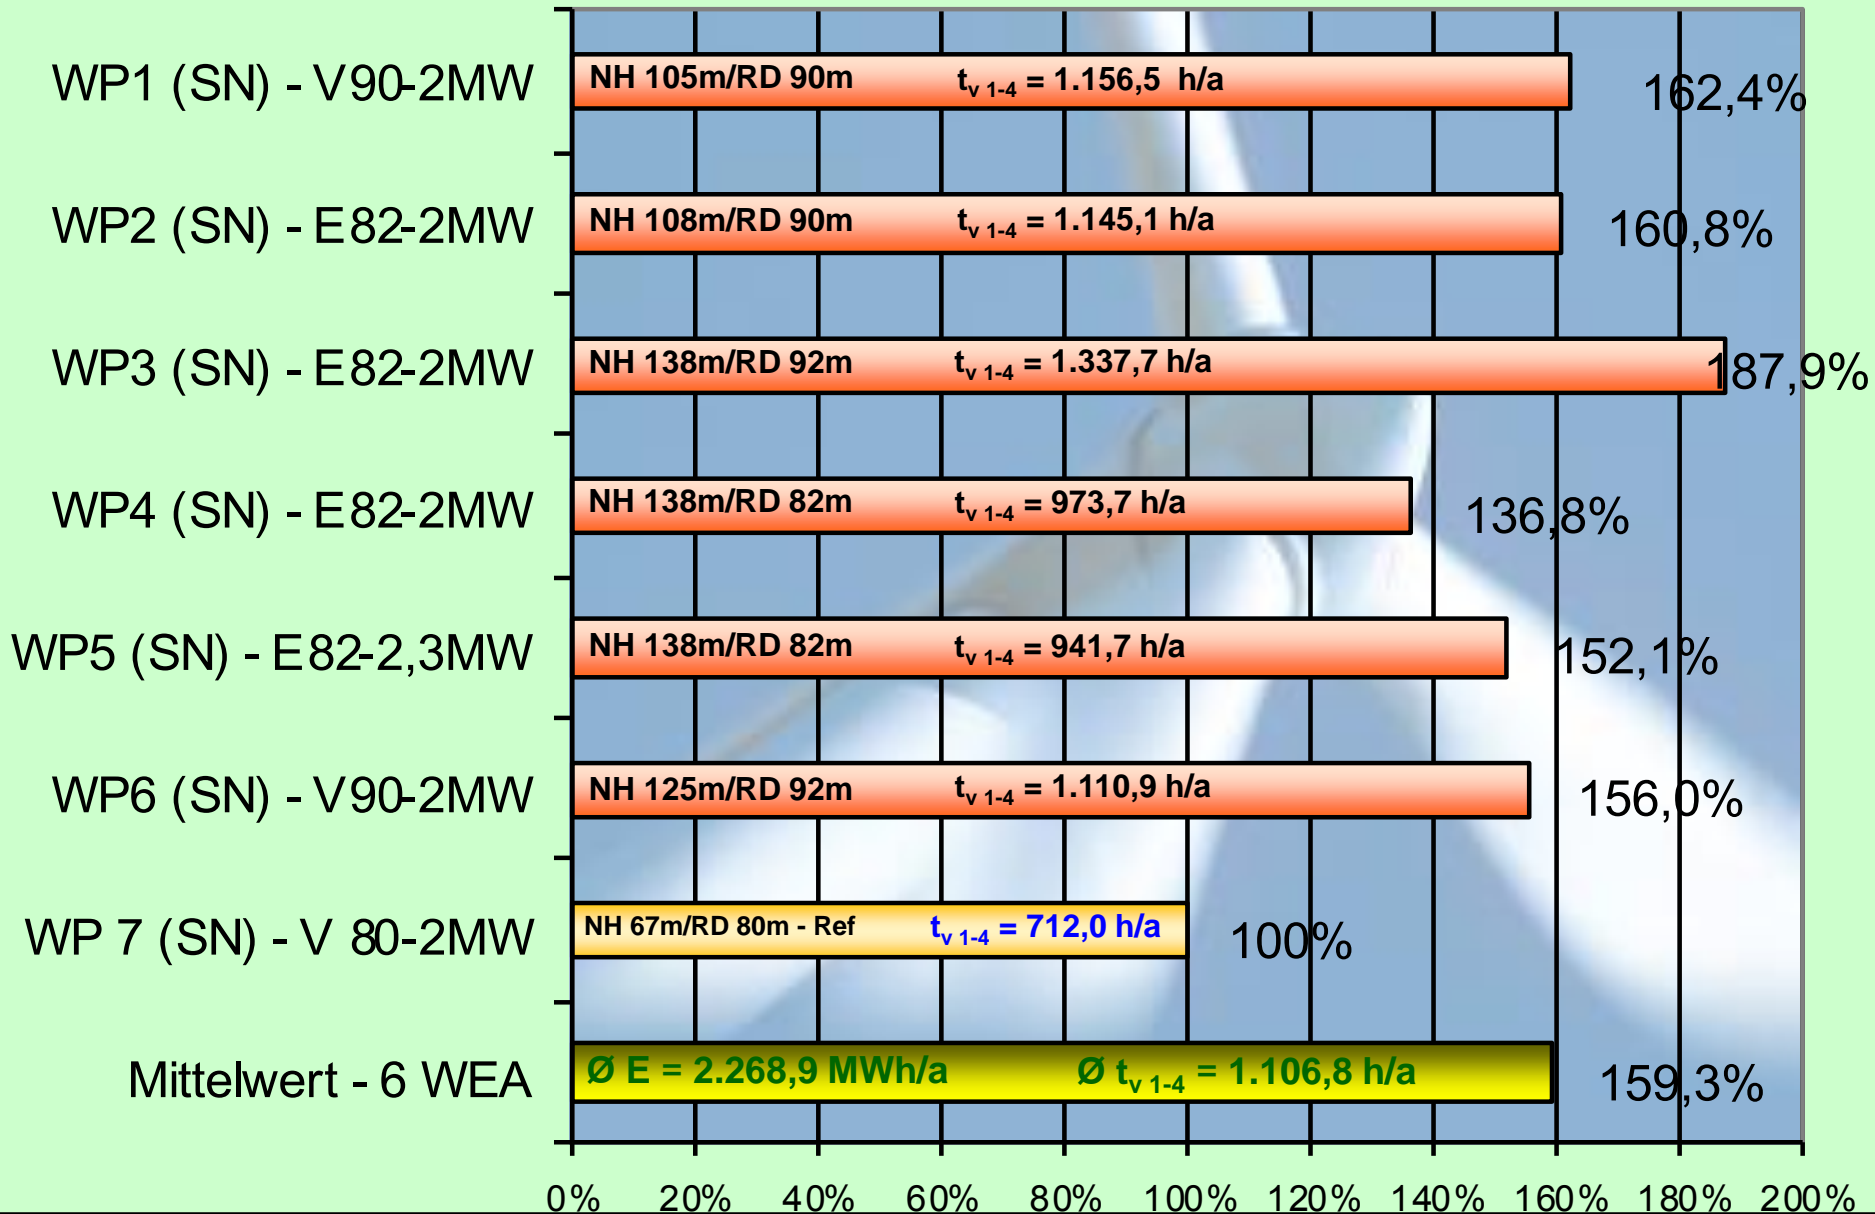 WP1 (SN) - V90-2MW NH 105m/RD 90m tv 1-4 = 1.156,5 h/a 162,4%
WP2 (SN) - E82-2MW NH 108m/RD 90m tv 1-4 = 1.145,1 h/a 160,8%
WP3 (SN) - E82-2MW NH 138m/RD 92m tv 1-4 = 1.337,7 h/a 187,9%
WP4 (SN) - E82-2MW NH 138m/RD 82m tv 1-4 = 973,7 h/a 136,8%
WP5 (SN) - E82-2,3MW NH 138m/RD 82m tv 1-4 = 941,7 h/a 152,1%
WP6 (SN) - V90-2MW NH 125m/RD 92m tv 1-4 = 1.110,9 h/a 156,0%
WP 7 (SN) - V 80-2MW NH 67m/RD 80m - Ref tv 1-4 = 712,0 h/a 100%
Mittelwert - 6 WEA Ø E = 2.268,9 MWh/a Ø tv 1-4 = 1.106,8 h/a 159,3%
0% 20% 40% 60% 80% 100% 120% 140% 160% 180% 200%